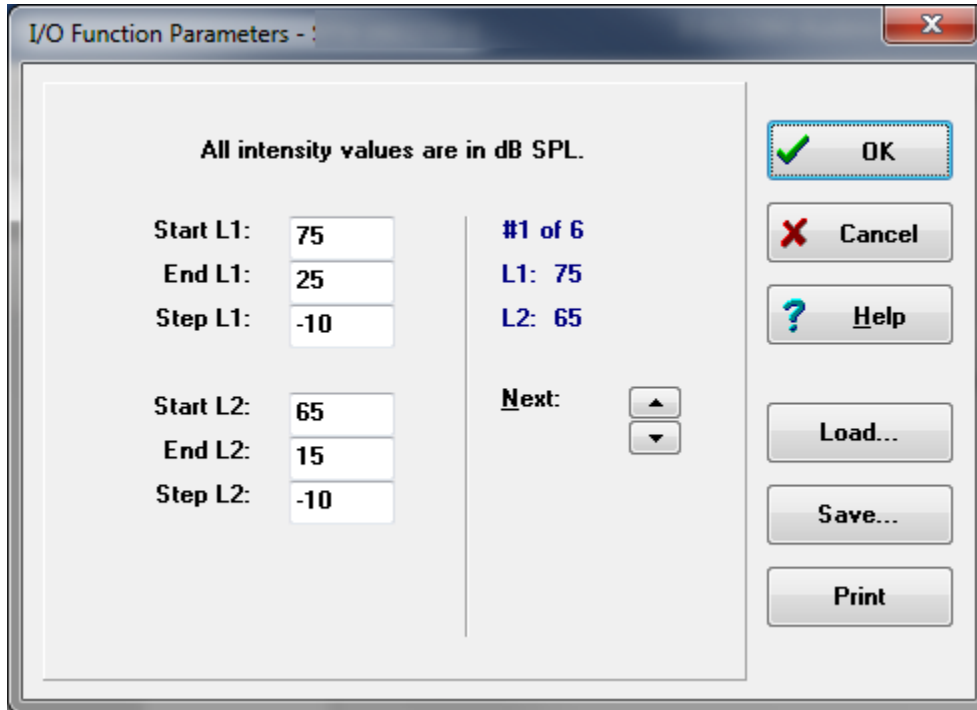 I/O Function Parameters -
All intensity values are in dB SPL.
Start L1: 75
End L1: 25
Step L1: -10
Start L2: 65
End L2: 15
Step L2: -10
#1 of 6
L1: 75
L2: 65
Next:
OK
Cancel
Help
Load...
Save...
Print